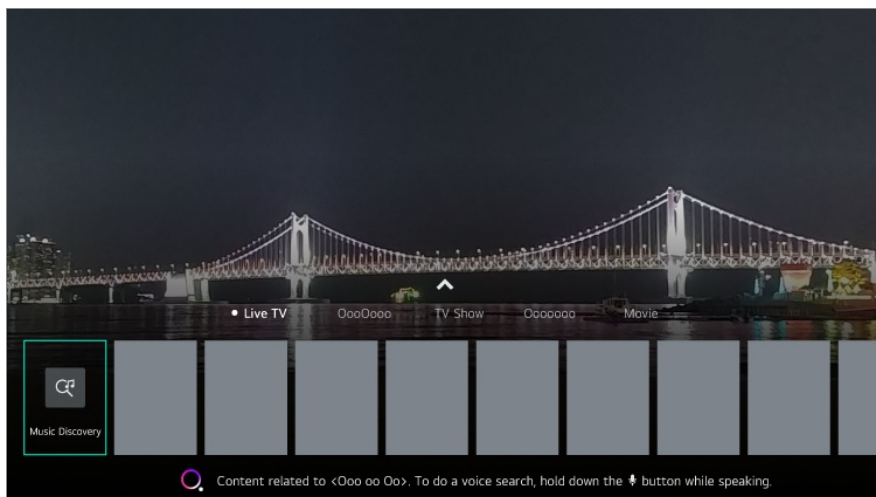 Live TV OooOooo TV Show Ooooooo Movie
Music Discovery
Content related to <Ooo oo Oo>. To do a voice search, hold down the button while speaking.